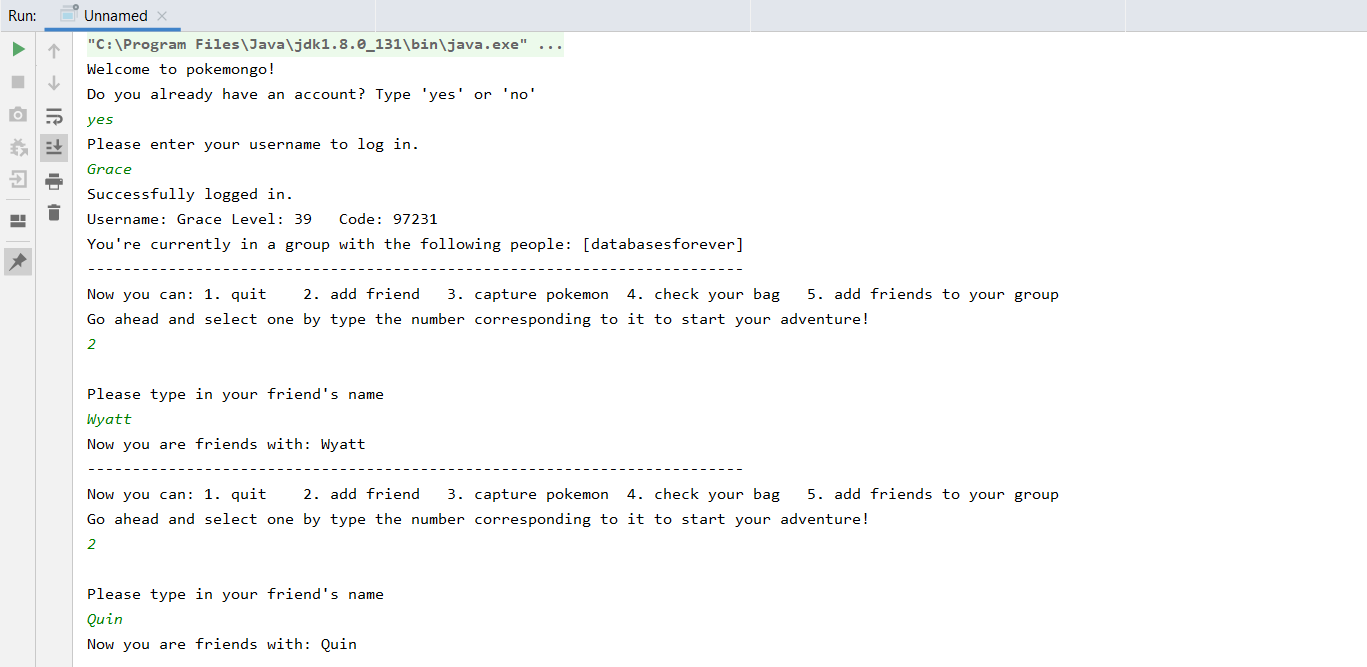 Run: Unnamed
"C:\Program Files\Java\jdk1.8.0_131\bin\java.exe" ...
Welcome to pokemongo!
Do you already have an account? Type 'yes' or 'no'
yes
Please enter your username to log in.
Grace
Successfully logged in.
Username: Grace Level: 39   Code: 97231
You're currently in a group with the following people: [databasesforever]
-------------------------------------------------------------------------
Now you can: 1. quit    2. add friend   3. capture pokemon  4. check your bag   5. add friends to your group
Go ahead and select one by type the number corresponding to it to start your adventure!
2
Please type in your friend's name
Wyatt
Now you are friends with: Wyatt
-------------------------------------------------------------------------
Now you can: 1. quit    2. add friend   3. capture pokemon  4. check your bag   5. add friends to your group
Go ahead and select one by type the number corresponding to it to start your adventure!
2
Please type in your friend's name
Quin
Now you are friends with: Quin